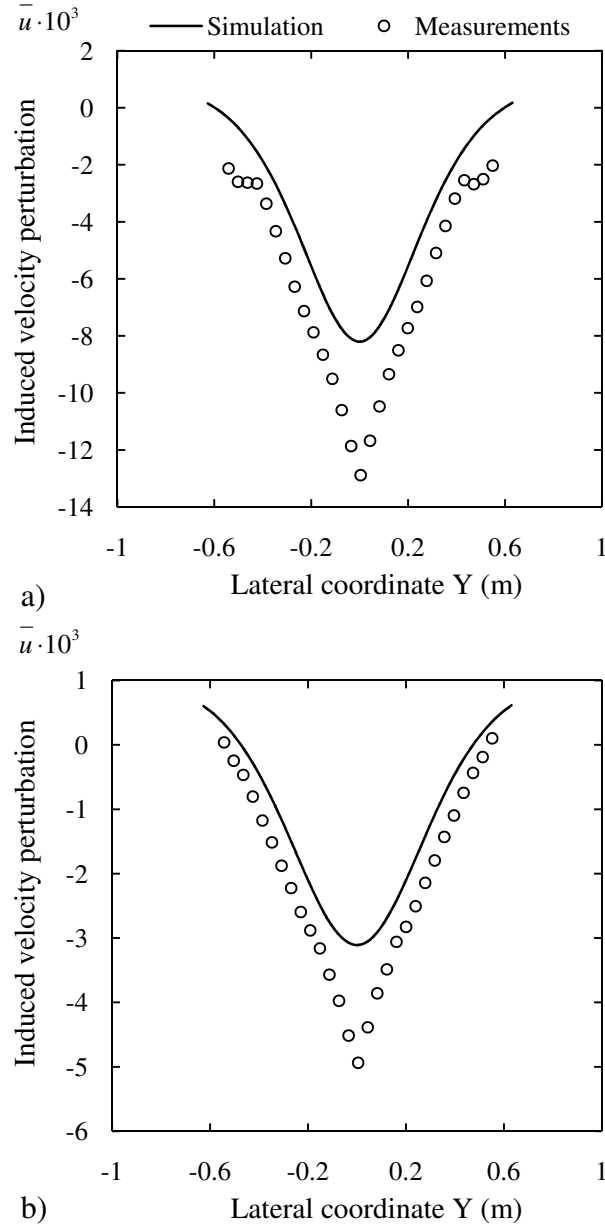 ū ·10³
Simulation
Measurements
Induced velocity perturbation
2
0
-2
-4
-6
-8
-10
-12
-14
-1
-0.6
-0.2
0.2
0.6
1
Lateral coordinate Y (m)
a)
ū ·10³
Induced velocity perturbation
1
0
-1
-2
-3
-4
-5
-6
-1
-0.6
-0.2
0.2
0.6
1
Lateral coordinate Y (m)
b)